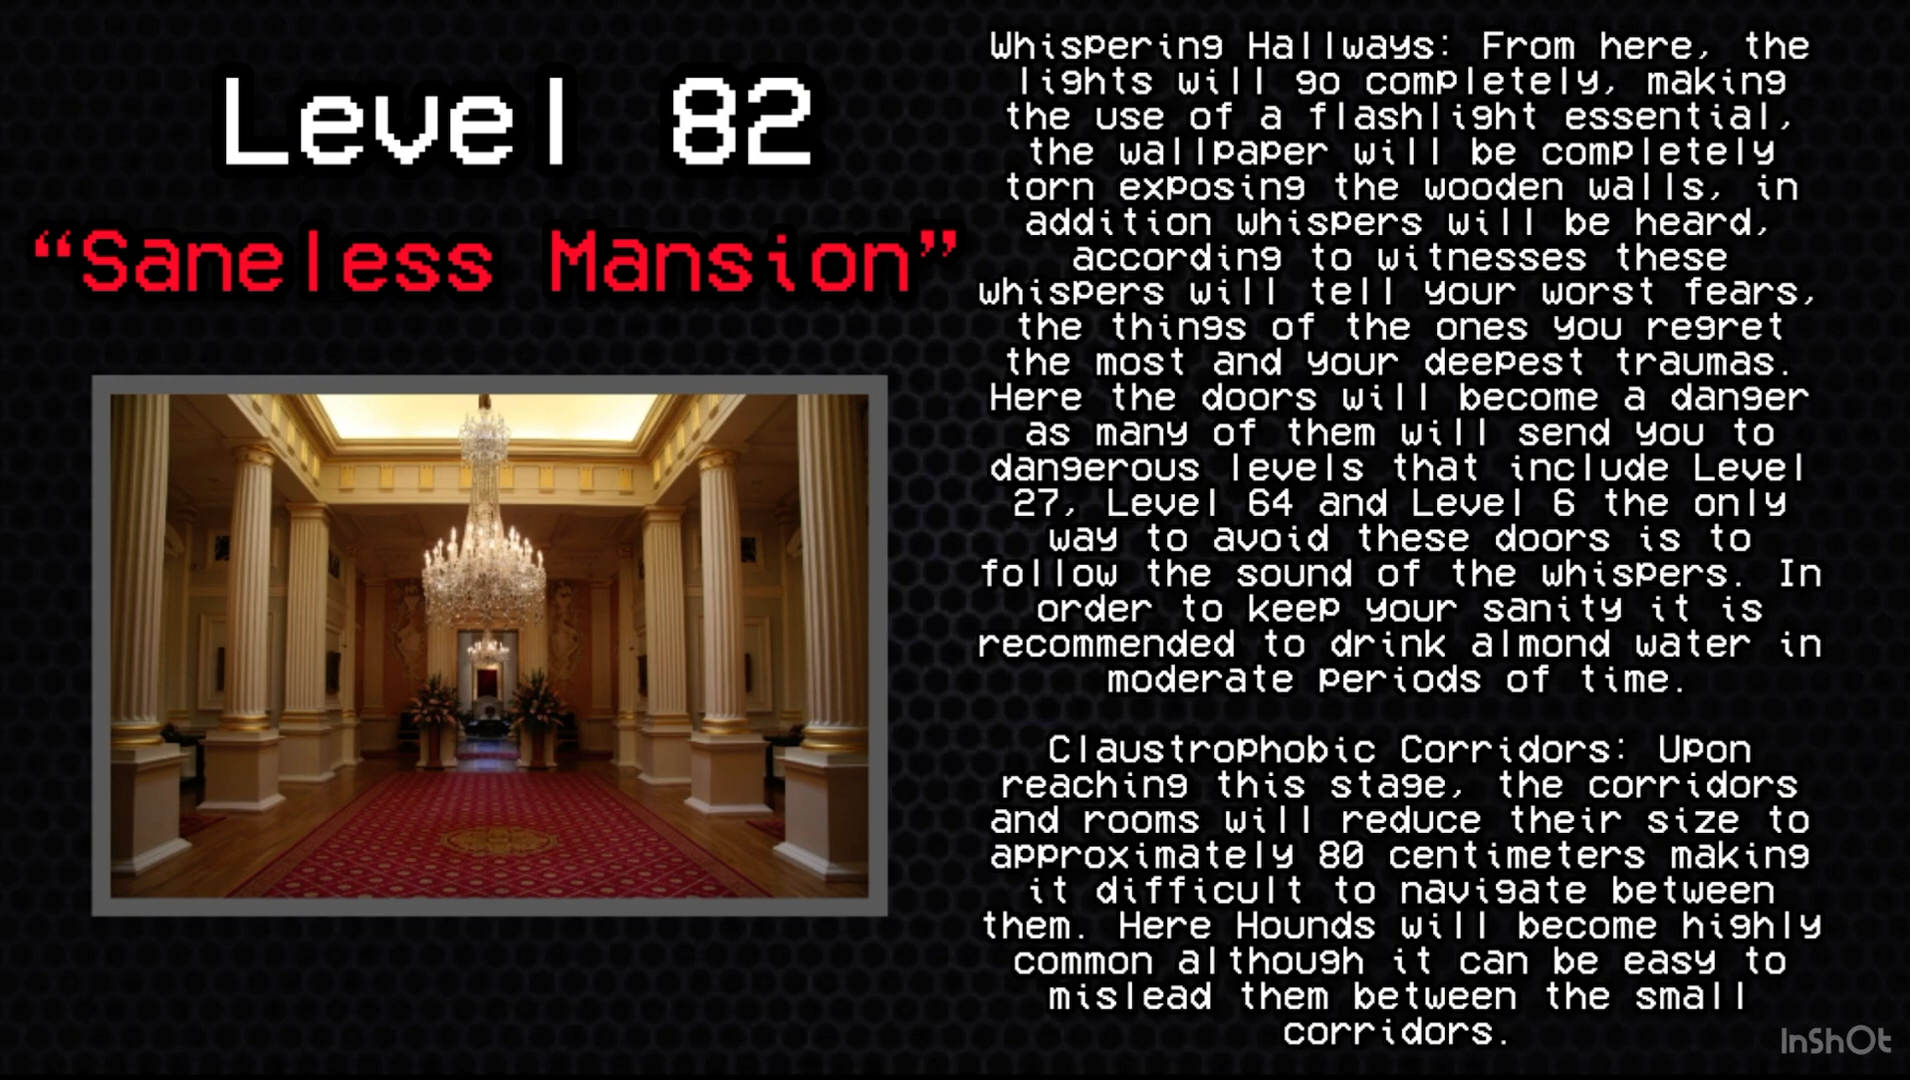 Level 82
“Saneless Mansion”
Whispering Hallways: From here, the
lights will go completely, making
the use of a flashlight essential,
the wallpaper will be completely
torn exposing the wooden walls, in
addition whispers will be heard,
according to witnesses these
whispers will tell your worst fears,
the things of the ones you regret
the most and your deepest traumas.
Here the doors will become a danger
as many of them will send you to
dangerous levels that include Level
27, Level 64 and Level 6 the only
way to avoid these doors is to
follow the sound of the whispers. In
order to keep your sanity it is
recommended to drink almond water in
moderate periods of time.
Claustrophobic Corridors: Upon
reaching this stage, the corridors
and rooms will reduce their size to
approximately 80 centimeters making
it difficult to navigate between
them. Here Hounds will become highly
common although it can be easy to
mislead them between the small
corridors.
InShOt